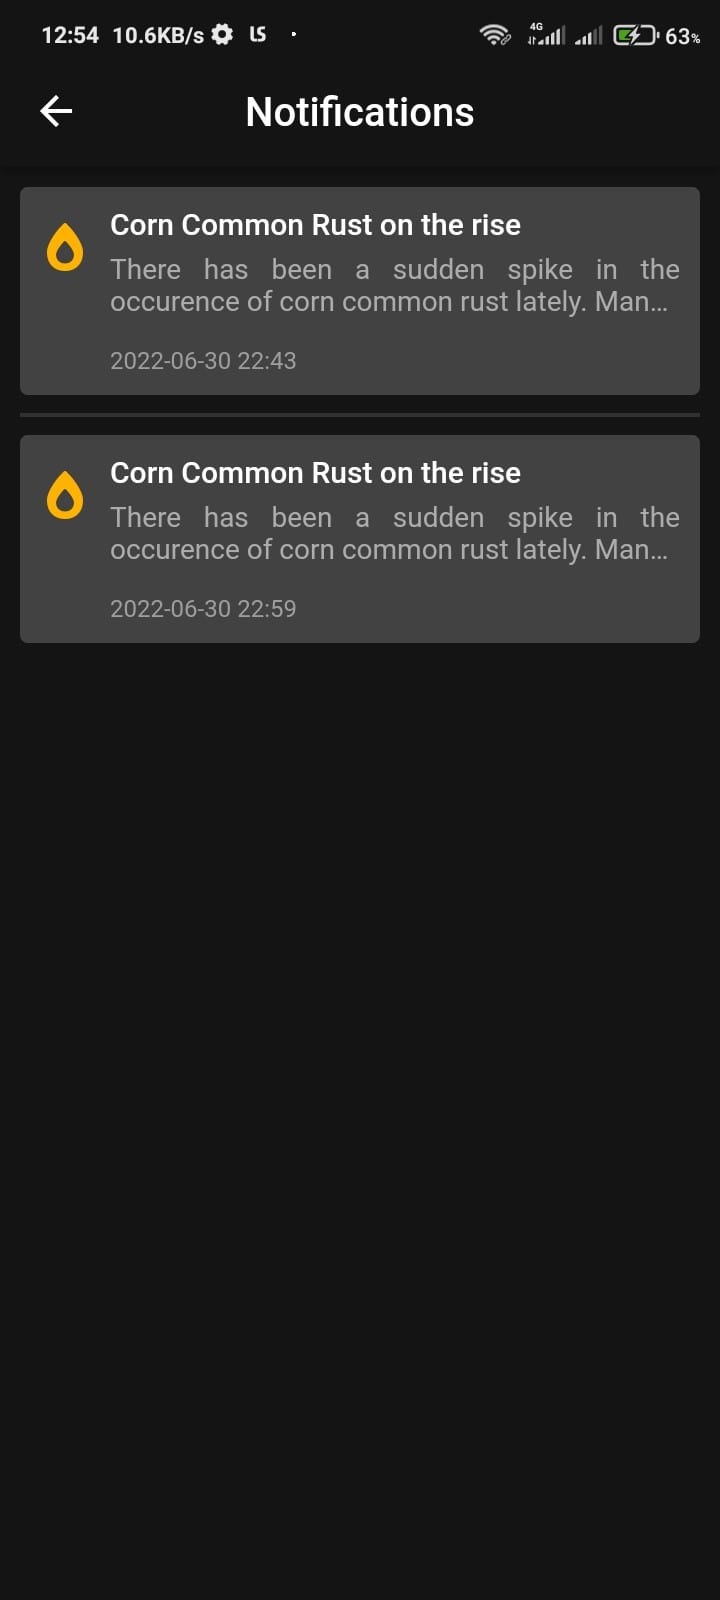 12:54 10.6KB/s LS 4G 63%
Notifications
Corn Common Rust on the rise
There has been a sudden spike in the
occurence of corn common rust lately. Man...
2022-06-30 22:43
Corn Common Rust on the rise
There has been a sudden spike in the
occurence of corn common rust lately. Man...
2022-06-30 22:59